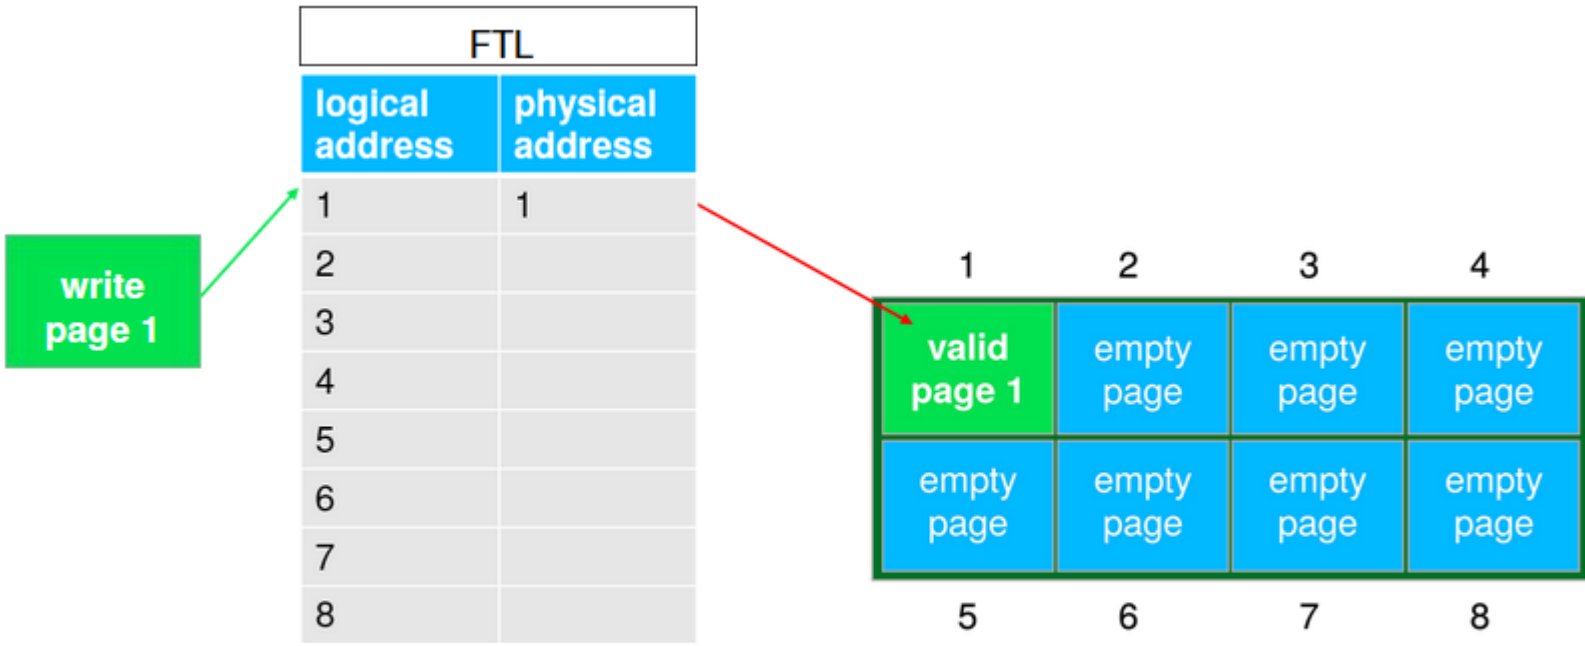 FTL
logical address physical address
1 1
2
3
4
5
6
7
8
write
page 1
1 2 3 4
valid page 1 empty page empty page empty page
empty page empty page empty page empty page
5 6 7 8